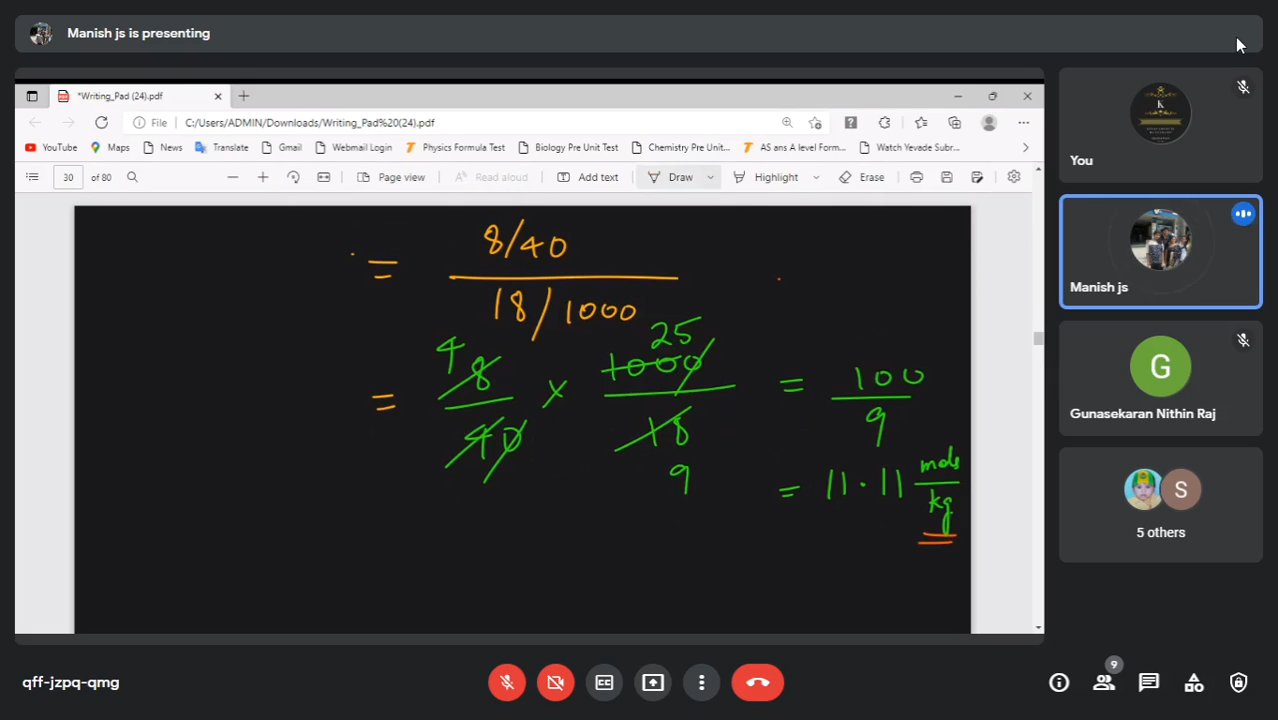 Manish js is presenting
*Writing_Pad (24).pdf
File C:/Users/ADMIN/Downloads/Writing_Pad%20(24).pdf
YouTube Maps News Translate Gmail Webmail Login Physics Formula Test Biology Pre Unit Test Chemistry Pre Unit... AS ans A level Form... Watch Yevade Subr...
30 of 80 Page view Read aloud Add text Draw Highlight Erase
= 8/40
18/1000
4 25
= 8/40 × 1000/18 = 100/9
9
= 11.11 mols/kg
K
You
Manish js
G
Gunasekaran Nithin Raj
S
5 others
qff-jzpq-qmg
CC
9